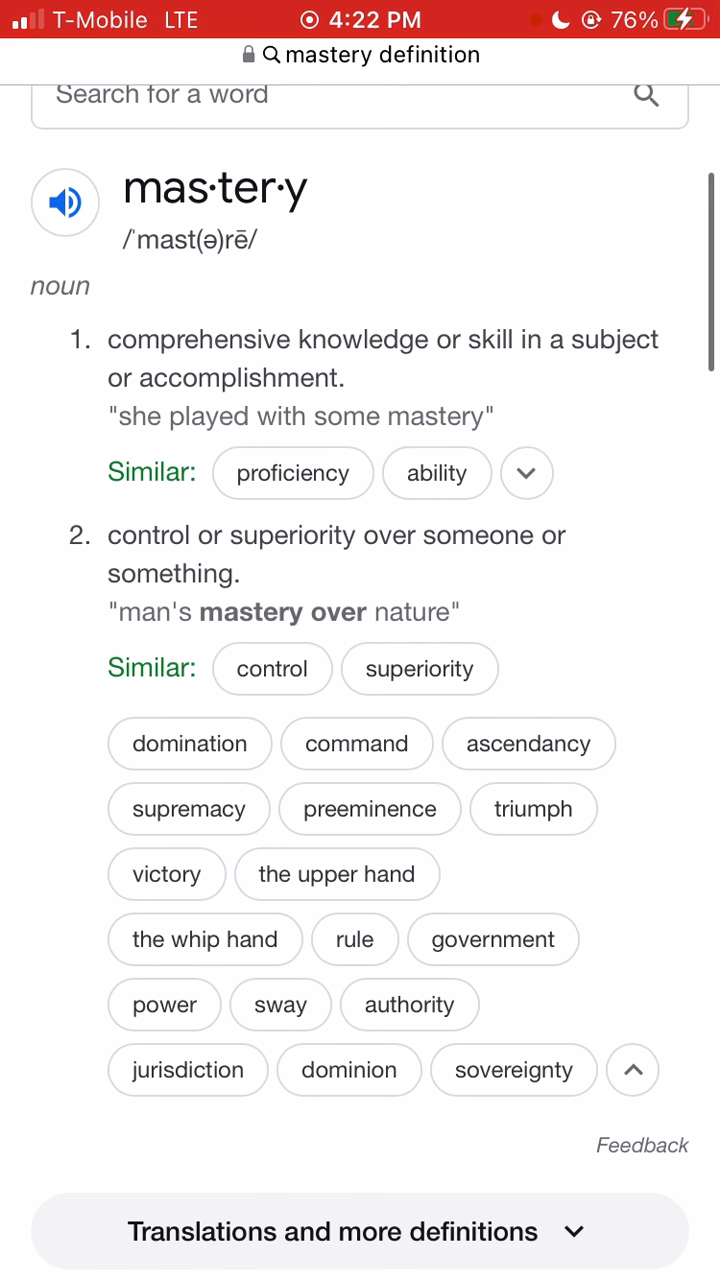 T-Mobile LTE 4:22 PM 76%
mastery definition
Search for a word
mas·ter·y
/ˈmast(ə)rē/
noun
1. comprehensive knowledge or skill in a subject
or accomplishment.
"she played with some mastery"
Similar: proficiency ability
2. control or superiority over someone or
something.
"man's mastery over nature"
Similar: control superiority
domination command ascendancy
supremacy preeminence triumph
victory the upper hand
the whip hand rule government
power sway authority
jurisdiction dominion sovereignty
Feedback
Translations and more definitions